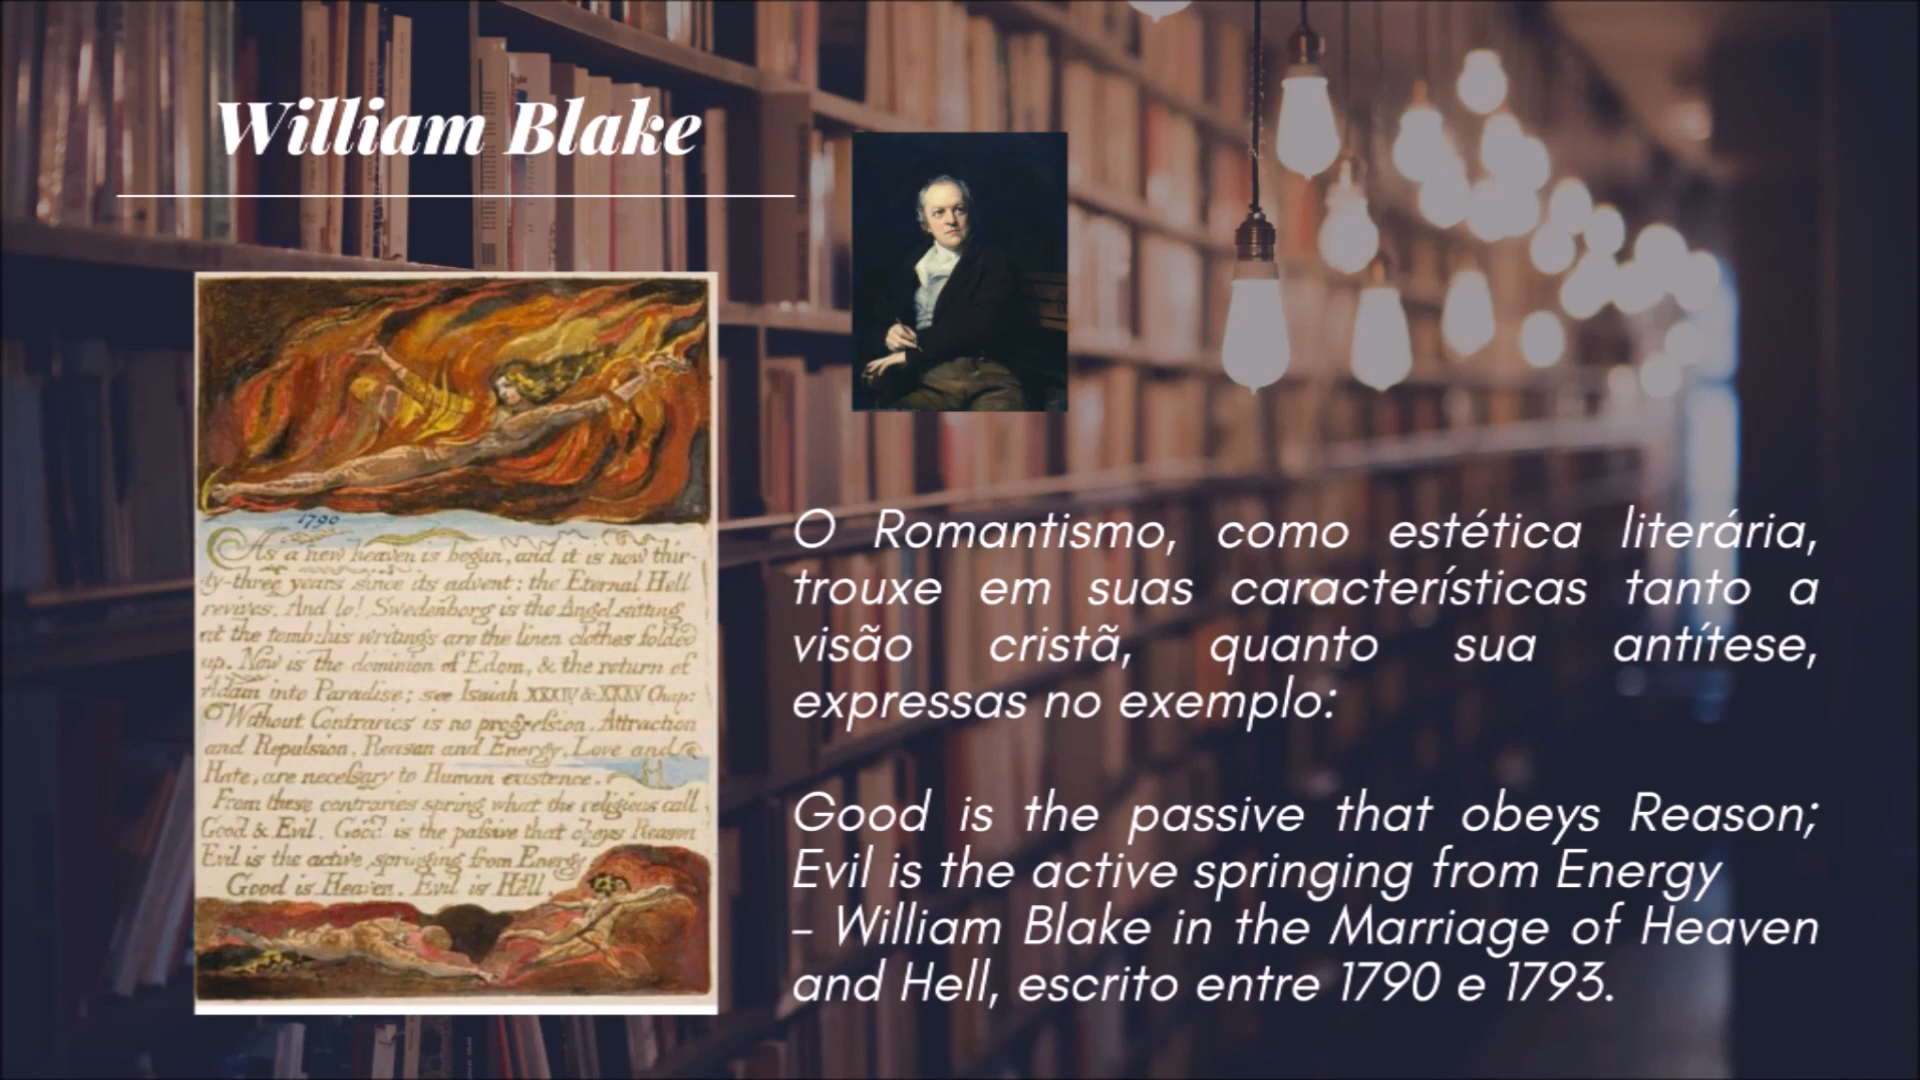 William Blake
1790
As a new heaven is begun, and it is now thir-
ty-three years since its advent: the Eternal Hell
revives. And lo! Swedenborg is the Angel sitting
at the tomb: his writings are the linen clothes folded
up. Now is the dominion of Edom, & the return of
Adam into Paradise; see Isaiah XXXIV & XXXV Chap:
Without Contraries is no progreſsion. Attraction
and Repulsion, Reason and Energy, Love and
Hate, are neceſsary to Human existence.
From these contraries spring what the religious call
Good & Evil. Good is the paſsive that obeys Reason
Evil is the active springing from Energy
Good is Heaven. Evil is Hell.
O Romantismo, como estética literária,
trouxe em suas características tanto a
visão cristã, quanto sua antítese,
expressas no exemplo:
Good is the passive that obeys Reason;
Evil is the active springing from Energy
- William Blake in the Marriage of Heaven
and Hell, escrito entre 1790 e 1793.